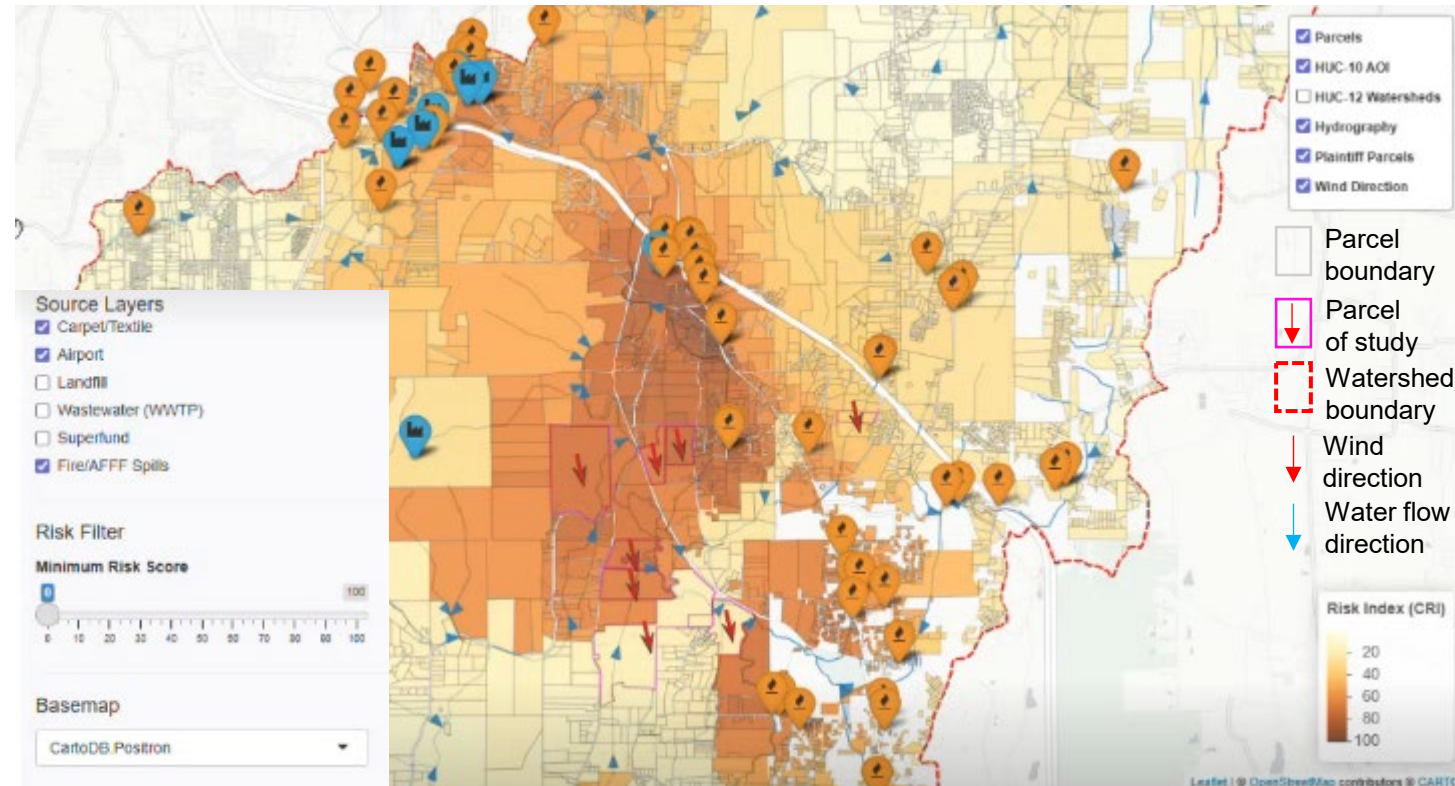 Parcels
HUC-10 AOI
HUC-12 Watersheds
Hydrography
Plaintiff Parcels
Wind Direction
Parcel
boundary
Parcel
of study
Watershed
boundary
Wind
direction
Water flow
direction
Source Layers
Carpet/Textile
Airport
Landfill
Wastewater (WWTP)
Superfund
Fire/AFFF Spills
Risk Filter
Minimum Risk Score
0 100
0 10 20 30 40 50 60 70 80 90 100
Basemap
CartoDB.Positron
Risk Index (CRI)
20
40
60
80
100
Leaflet | © OpenStreetMap contributors © CARTO